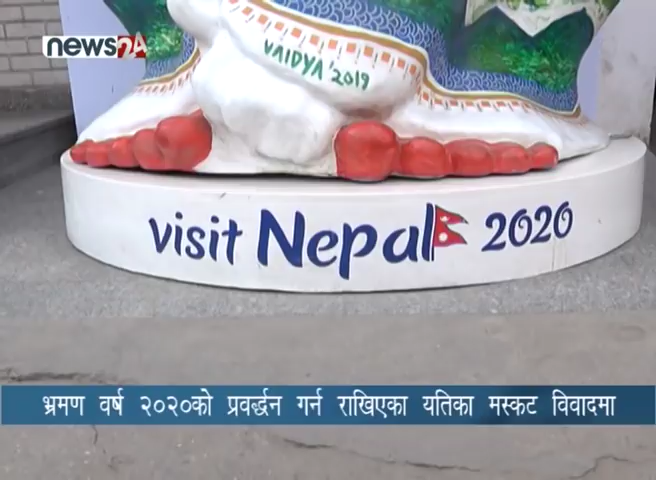 news24
VAIDYA'2019
visit Nepal 2020
भ्रमण वर्ष २०२०को प्रवर्द्धन गर्न राखिएका यतिका मस्कट विवादमा